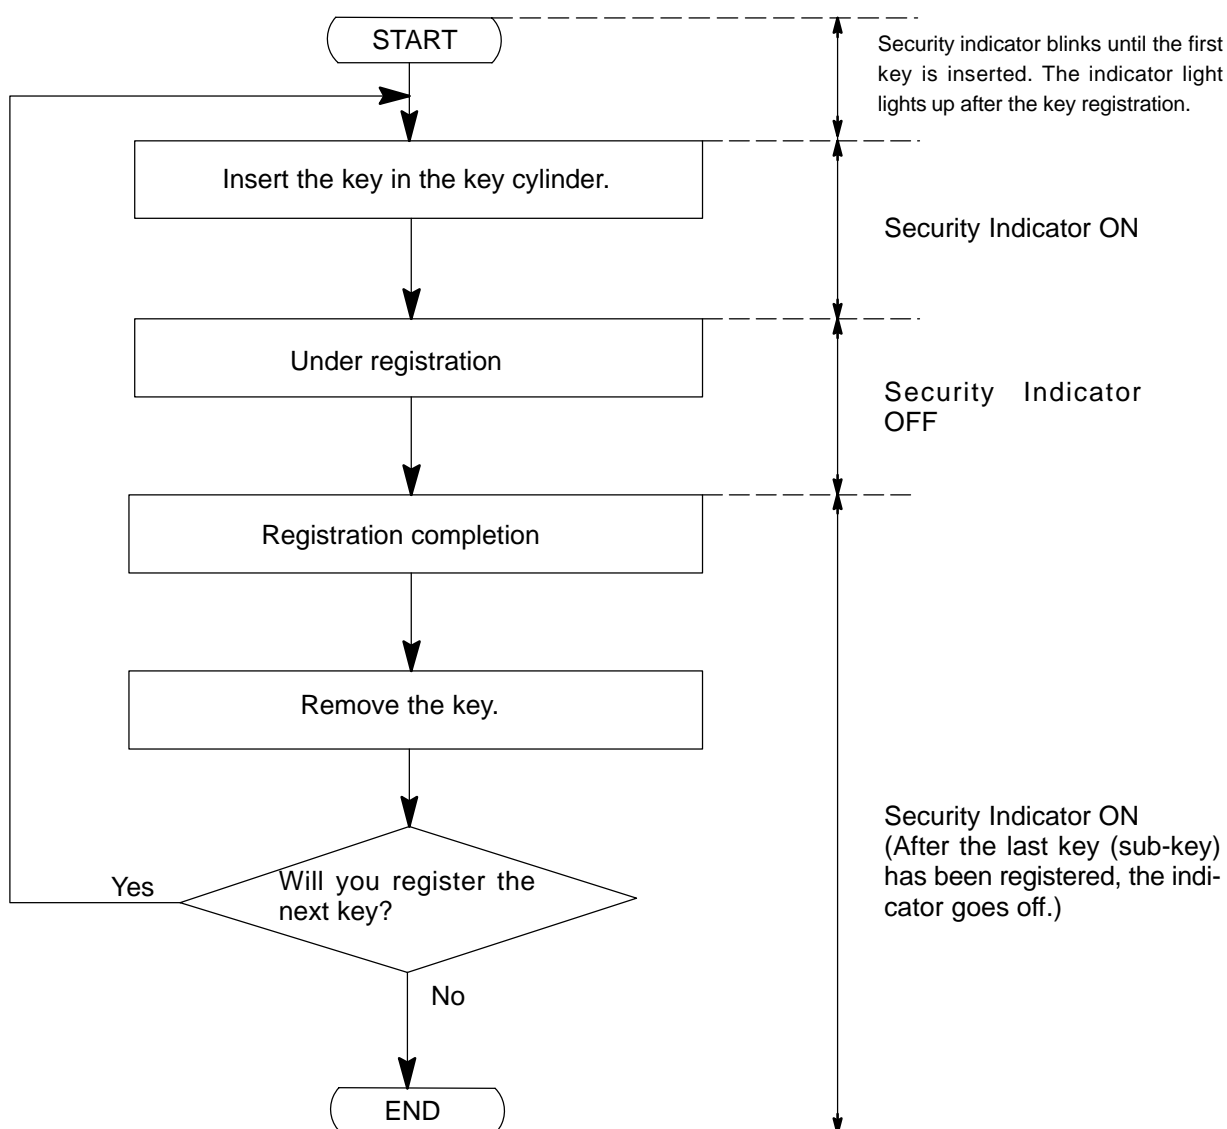 START
Security indicator blinks until the first
key is inserted. The indicator light
lights up after the key registration.
Insert the key in the key cylinder.
Security Indicator ON
Under registration
Security Indicator
OFF
Registration completion
Remove the key.
Security Indicator ON
(After the last key (sub-key)
has been registered, the indi-
cator goes off.)
Yes
Will you register the
next key?
No
END